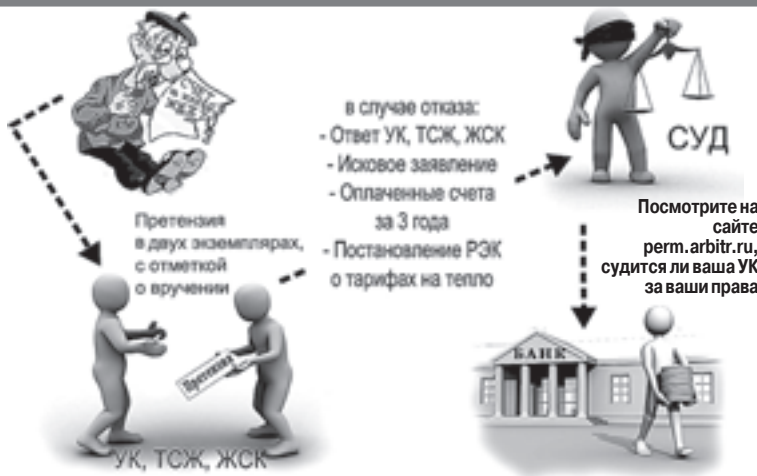 СЧЕТ
ЖКХ
Претензия
в двух экземплярах,
с отметкой
о вручении
Претензия
УК, ТСЖ, ЖСК
в случае отказа:
- Ответ УК, ТСЖ, ЖСК
- Исковое заявление
- Оплаченные счета
за 3 года
- Постановление РЭК
о тарифах на тепло
СУД
Посмотрите на
сайте
perm.arbitr.ru,
судится ли ваша УК
за ваши права
БАНК